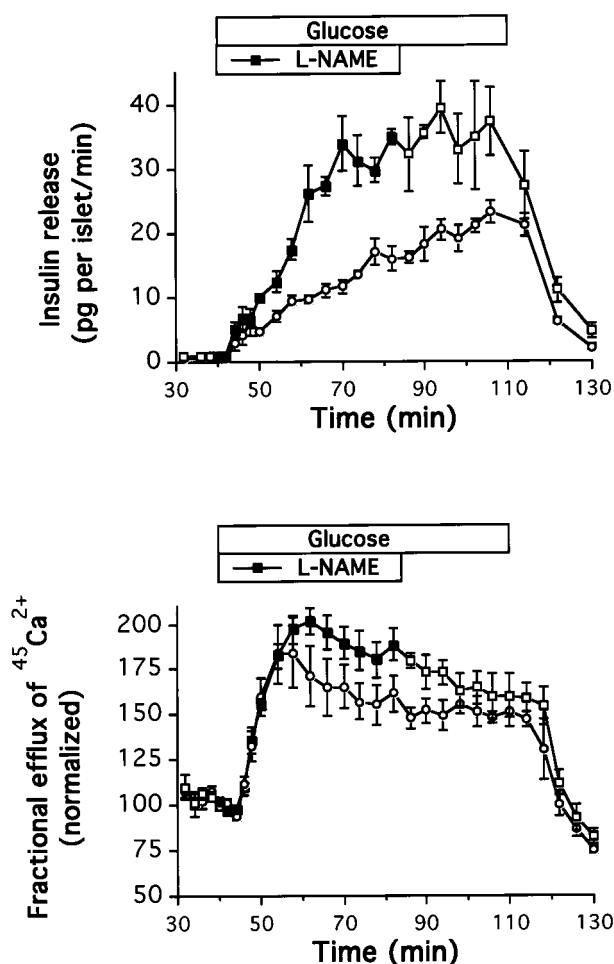 Glucose
L-NAME
Insulin release
(pg per islet/min)
40
30
20
10
0
30 50 70 90 110 130
Time (min)
Glucose
L-NAME
Fractional efflux of ⁴⁵Ca²⁺
(normalized)
200
175
150
125
100
75
50
30 50 70 90 110 130
Time (min)